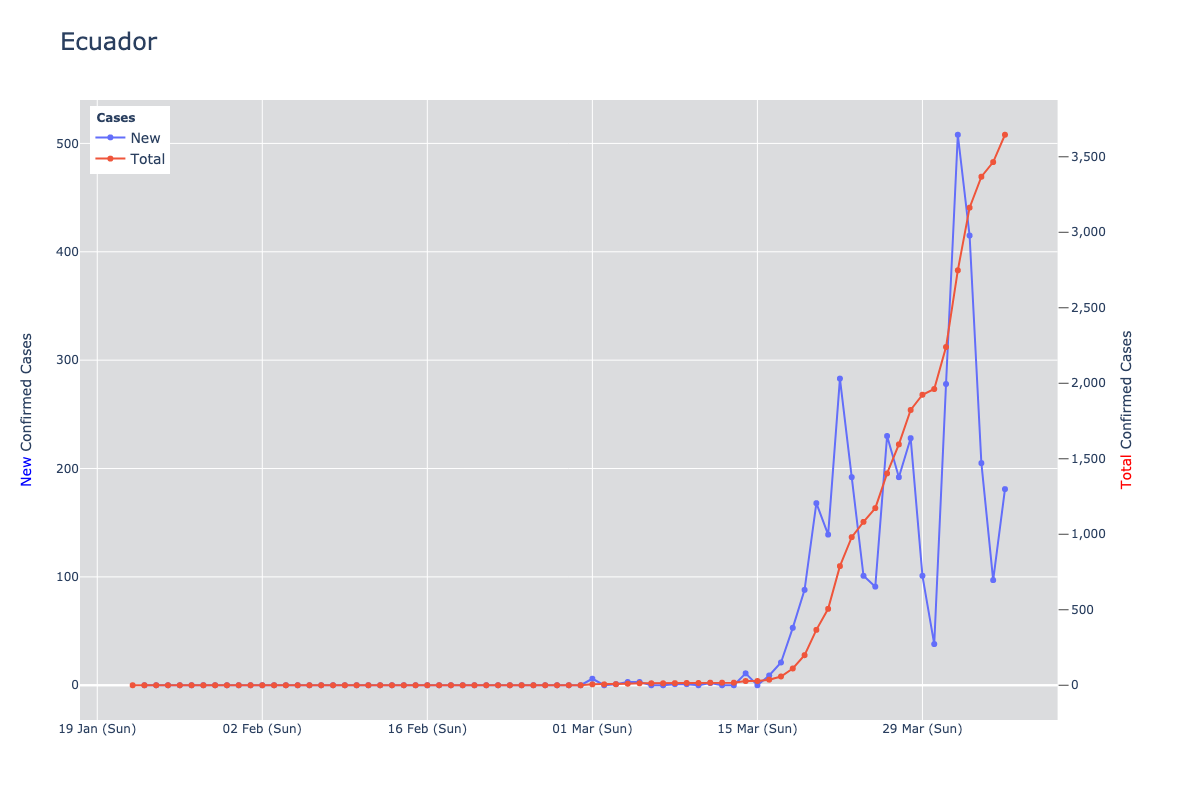 Ecuador
Cases
New
Total
500
400
300
200
100
0
3,500
3,000
2,500
2,000
1,500
1,000
500
0
New Confirmed Cases
Total Confirmed Cases
19 Jan (Sun)
02 Feb (Sun)
16 Feb (Sun)
01 Mar (Sun)
15 Mar (Sun)
29 Mar (Sun)